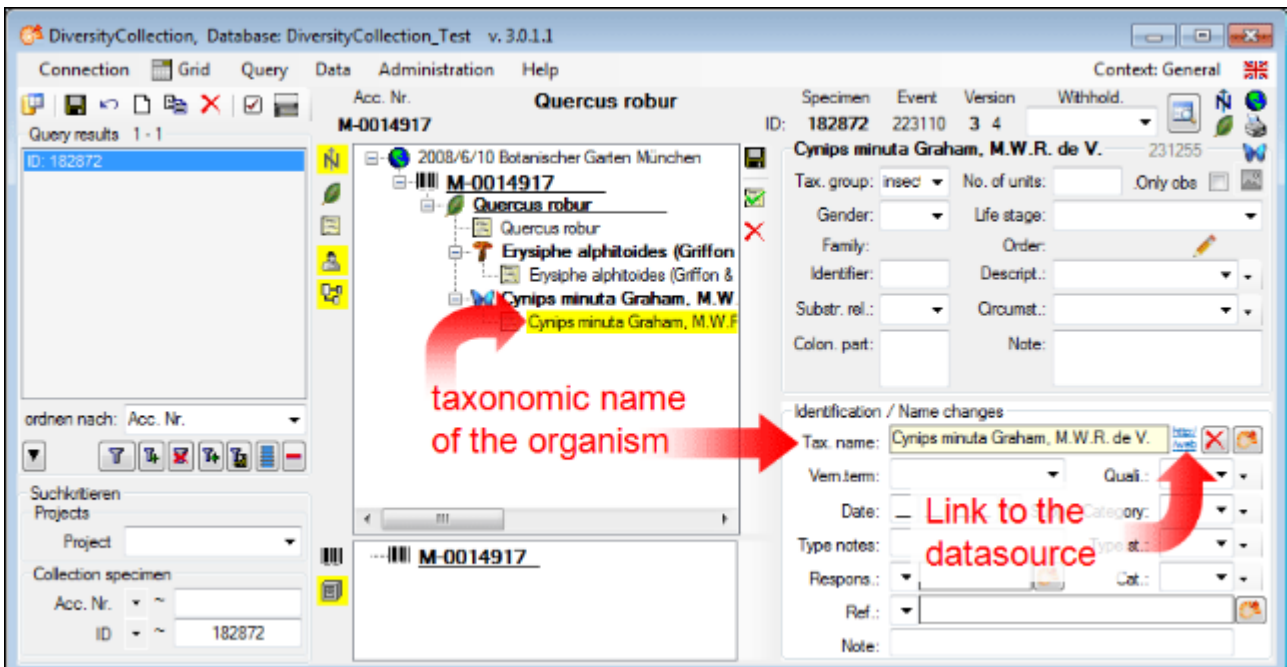 DiversityCollection, Database: DiversityCollection_Test v. 3.0.1.1
Connection Grid Query Data Administration Help Context: General
Query results 1 - 1
ID: 182872
ordnen nach: Acc. Nr.
Suchkritieren
Projects
Project
Collection specimen
Acc. Nr. ~
ID ~ 182872
Acc. Nr. Quercus robur
M-0014917
Specimen Event Version Withhold.
ID: 182872 223110 3 4
2008/6/10 Botanischer Garten München
M-0014917
Quercus robur
Quercus robur
Erysiphe alphitoides (Griffon
Erysiphe alphitoides (Griffon &
Cynips minuta Graham, M.W.
Cynips minuta Graham, M.W.F
taxonomic name
of the organism
M-0014917
Cynips minuta Graham, M.W.R. de V. 231255
Tax. group: insec No. of units: Only obs
Gender: Life stage:
Family: Order:
Identifier: Descript.:
Substr. rel.: Circumst.:
Colon. part: Note:
Identification / Name changes
Tax. name: Cynips minuta Graham, M.W.R. de V. http:/ /web
Vern.term: Quali.:
Date: Category:
Link to the
datasource
Type notes: Type st.:
Respons.: Cat.:
Ref.:
Note: